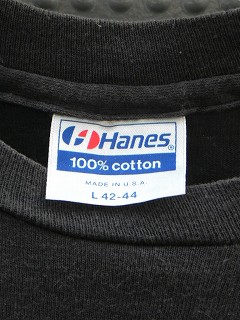 Hanes®
100% cotton
MADE IN U.S.A.
L 42-44